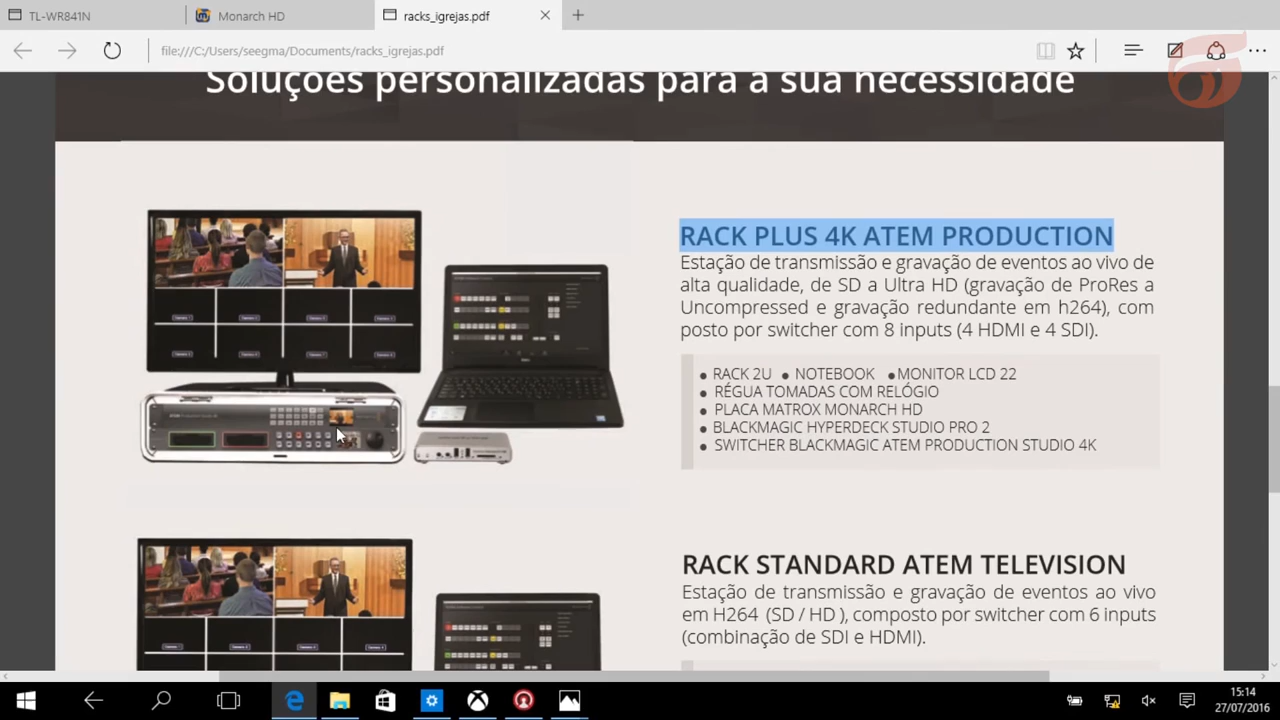 TL-WR841N
Monarch HD
racks_igrejas.pdf
file:///C:/Users/seegma/Documents/racks_igrejas.pdf
Soluções personalizadas para a sua necessidade
RACK PLUS 4K ATEM PRODUCTION
Estação de transmissão e gravação de eventos ao vivo de
alta qualidade, de SD a Ultra HD (gravação de ProRes a
Uncompressed e gravação redundante em h264), com
posto por switcher com 8 inputs (4 HDMI e 4 SDI).
● RACK 2U ● NOTEBOOK ●MONITOR LCD 22
● RÉGUA TOMADAS COM RELÓGIO
● PLACA MATROX MONARCH HD
● BLACKMAGIC HYPERDECK STUDIO PRO 2
● SWITCHER BLACKMAGIC ATEM PRODUCTION STUDIO 4K
RACK STANDARD ATEM TELEVISION
Estação de transmissão e gravação de eventos ao vivo
em H264 (SD / HD ), composto por switcher com 6 inputs
(combinação de SDI e HDMI).
15:14
27/07/2016